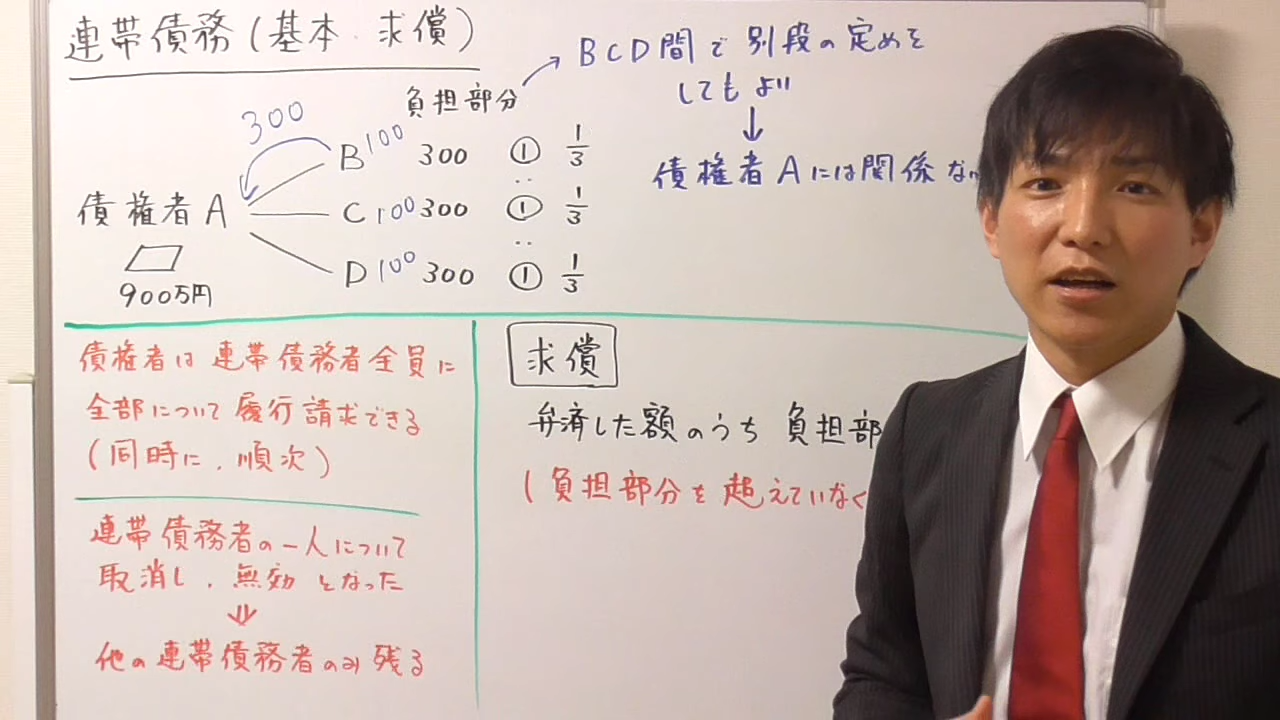 連帯債務(基本・求償)
負担部分
BCD間で別段の定めを
してもよい
↓
債権者Aには関係な
300
B 100 300 ① 1/3
債権者A
C 100 300 ① 1/3
D 100 300 ① 1/3
900万円
債権者は連帯債務者全員に
全部について履行請求できる
(同時に、順次)
連帯債務者の一人について
取消し、無効となった
⇓
他の連帯債務者のみ残る
求償
弁済した額のうち 負担部
(負担部分を超えていなく